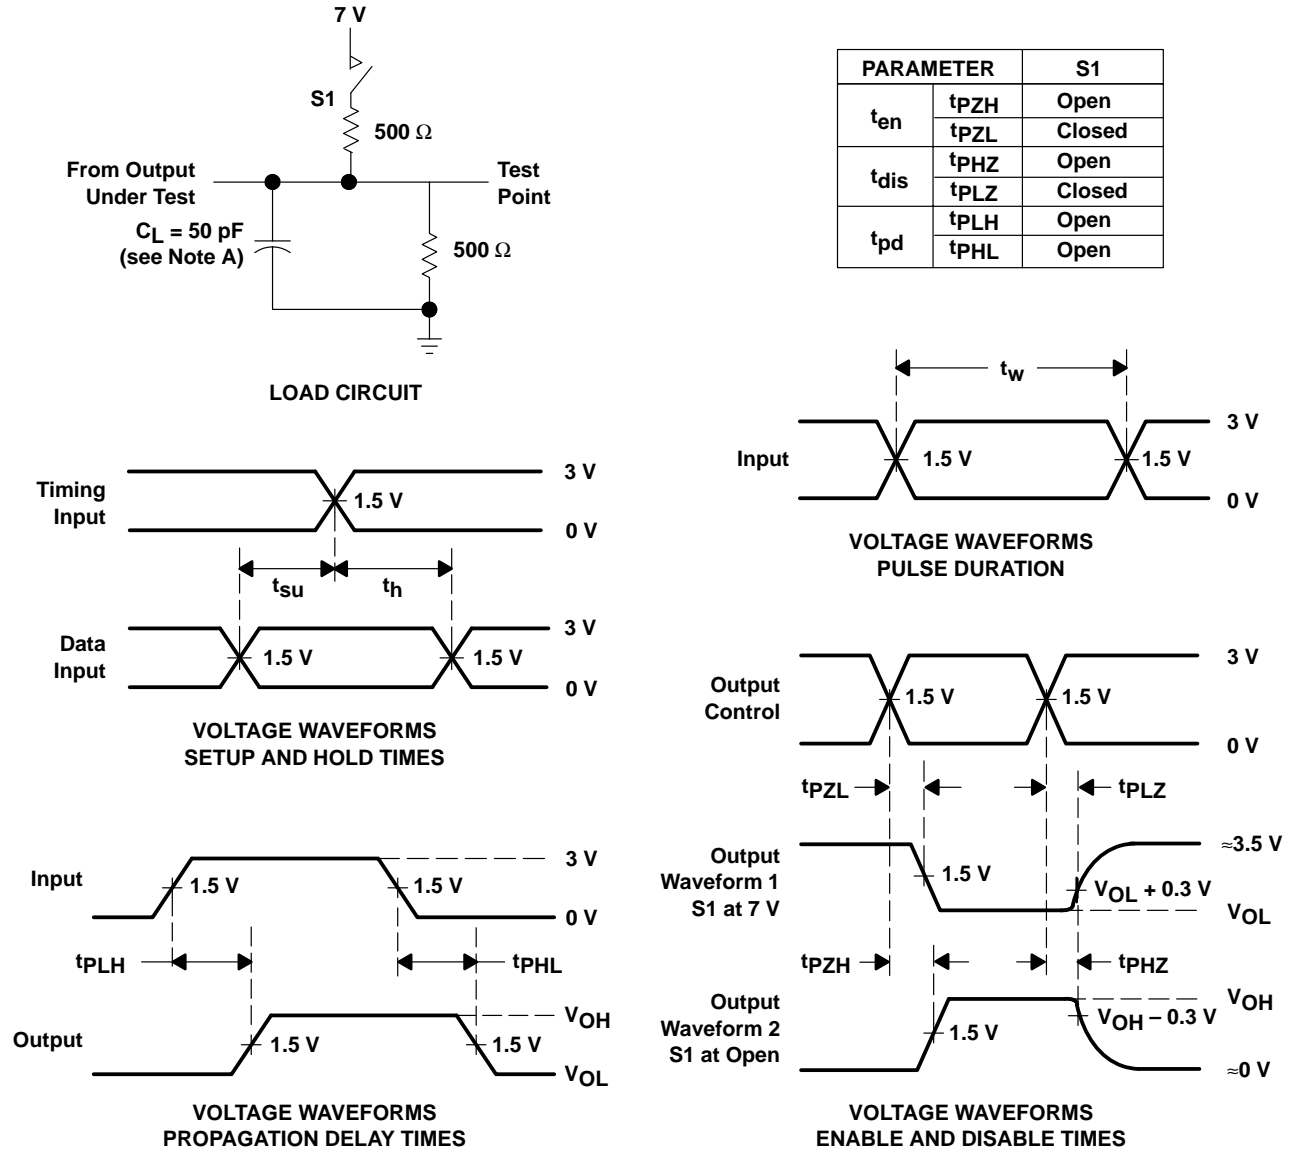 7 V
S1
500 Ω
From Output
Under Test
Test
Point
CL = 50 pF
(see Note A)
500 Ω
LOAD CIRCUIT
PARAMETER S1
ten tPZH Open
tPZL Closed
tdis tPHZ Open
tPLZ Closed
tpd tPLH Open
tPHL Open
tw
Input
1.5 V
1.5 V
3 V
0 V
VOLTAGE WAVEFORMS
PULSE DURATION
Timing
Input
1.5 V
3 V
0 V
tsu
th
Data
Input
1.5 V
1.5 V
3 V
0 V
VOLTAGE WAVEFORMS
SETUP AND HOLD TIMES
Input
1.5 V
1.5 V
3 V
0 V
tPLH
tPHL
Output
1.5 V
1.5 V
VOH
VOL
VOLTAGE WAVEFORMS
PROPAGATION DELAY TIMES
Output
Control
1.5 V
1.5 V
3 V
0 V
tPZL
tPLZ
Output
Waveform 1
S1 at 7 V
1.5 V
≈3.5 V
VOL + 0.3 V
VOL
tPZH
tPHZ
Output
Waveform 2
S1 at Open
1.5 V
VOH
VOH – 0.3 V
≈0 V
VOLTAGE WAVEFORMS
ENABLE AND DISABLE TIMES